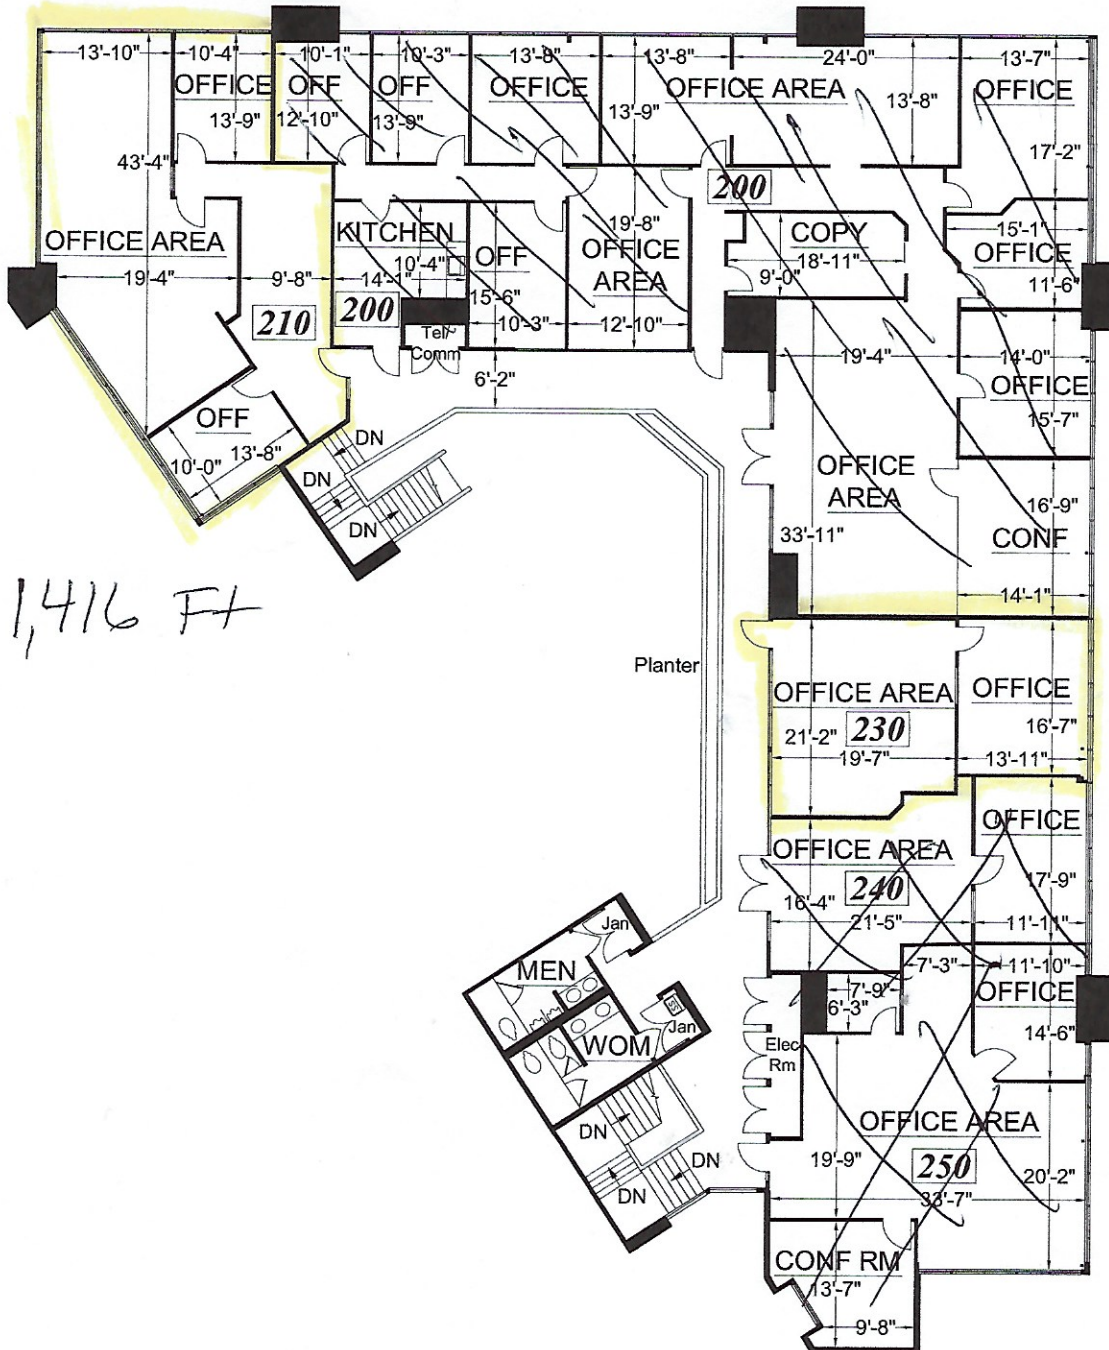 13'-10" 10'-4" 10'-1" 10'-3" 13'-8" 13'-8" 24'-0" 13'-7"
OFFICE OFF OFF OFFICE OFFICE AREA OFFICE
13'-9" 12'-10" 13'-9" 13'-9" 13'-8"
43'-4" 17'-2"
200
OFFICE AREA KITCHEN OFF 19'-8" COPY 15'-1"
OFFICE AREA OFFICE
19'-4" 9'-8" 14'-1" 10'-4" 18'-11"
9'-0" 11'-6"
210 200 15'-6"
10'-3" 12'-10"
Tel/
Comm
19'-4" 14'-0"
6'-2" OFFICE
OFF 15'-7"
DN
10'-0" 13'-8"
DN OFFICE
AREA
DN 16'-9"
33'-11" CONF
14'-1"
1,416 Ft
Planter
OFFICE AREA OFFICE
230 16'-7"
21'-2"
19'-7" 13'-11"
OFFICE
OFFICE AREA
240 17'-9"
16'-4"
21'-5" 11'-11"
Jan
MEN 7'-3" 11'-10"
7'-9" OFFICE
6'-3"
SS
Jan
WOM Elec
Rm
14'-6"
OFFICE AREA
DN
DN 19'-9" 250 20'-2"
DN 33'-7"
CONF RM
13'-7"
9'-8"